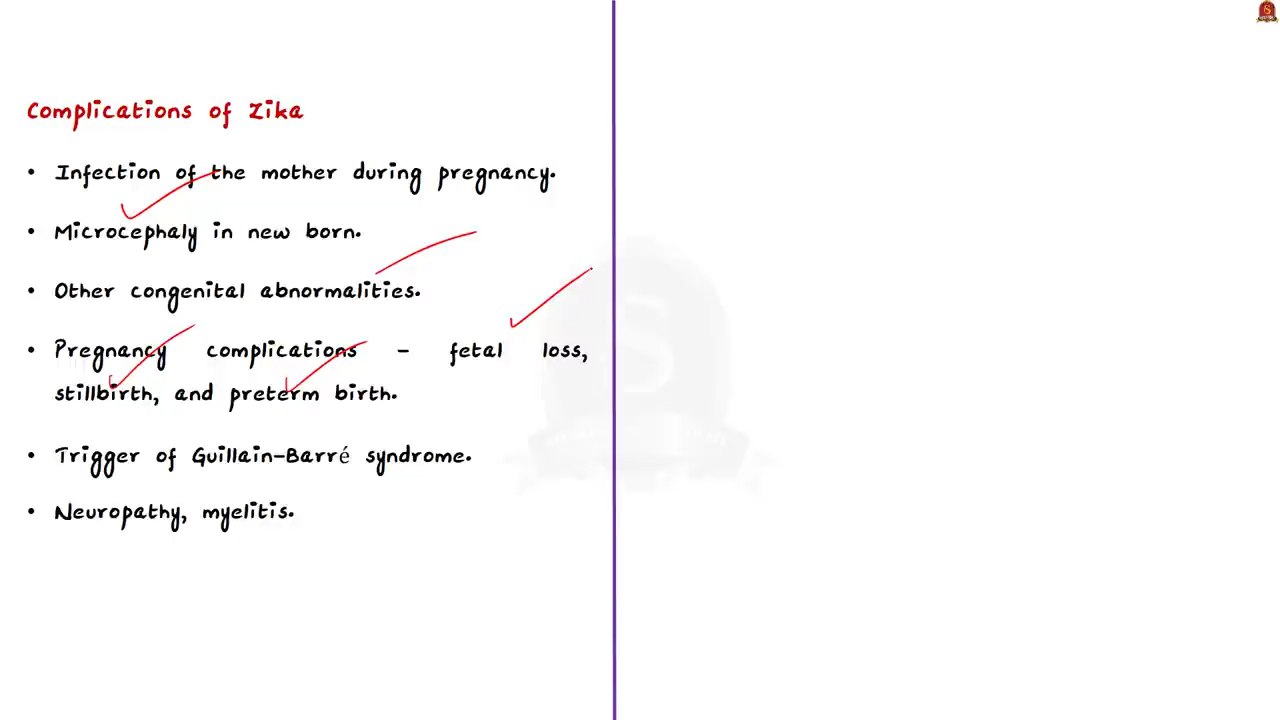 Complications of Zika
• Infection of the mother during pregnancy.
• Microcephaly in new born.
• Other congenital abnormalities.
• Pregnancy complications – fetal loss,
stillbirth, and preterm birth.
• Trigger of Guillain-Barré syndrome.
• Neuropathy, myelitis.